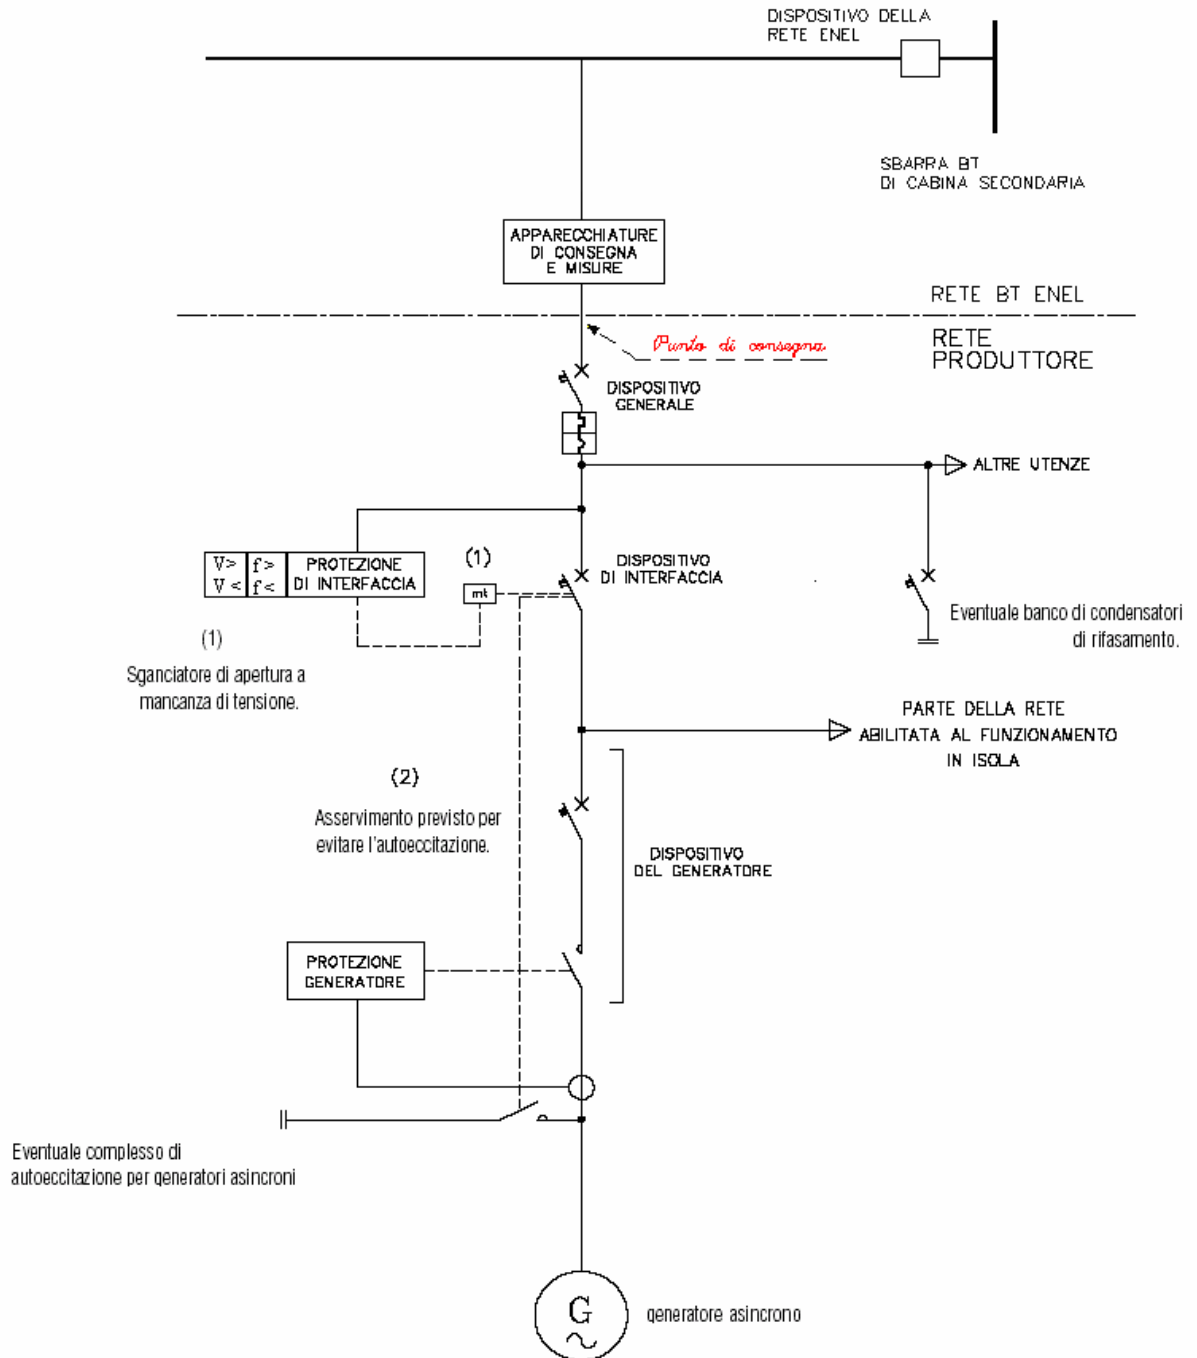 DISPOSITIVO DELLA
RETE ENEL
SBARRA BT
DI CABINA SECONDARIA
APPARECCHIATURE
DI CONSEGNA
E MISURE
RETE BT ENEL
Punto di consegna
RETE
PRODUTTORE
DISPOSITIVO
GENERALE
ALTRE UTENZE
V> f> PROTEZIONE
V< f< DI INTERFACCIA
(1)
mt
DISPOSITIVO
DI INTERFACCIA
Eventuale banco di condensatori
di rifasamento.
(1)
Sganciatore di apertura a
mancanza di tensione.
PARTE DELLA RETE
ABILITATA AL FUNZIONAMENTO
IN ISOLA
(2)
Asservimento previsto per
evitare l'autoeccitazione.
DISPOSITIVO
DEL GENERATORE
PROTEZIONE
GENERATORE
Eventuale complesso di
autoeccitazione per generatori asincroni
G
generatore asincrono